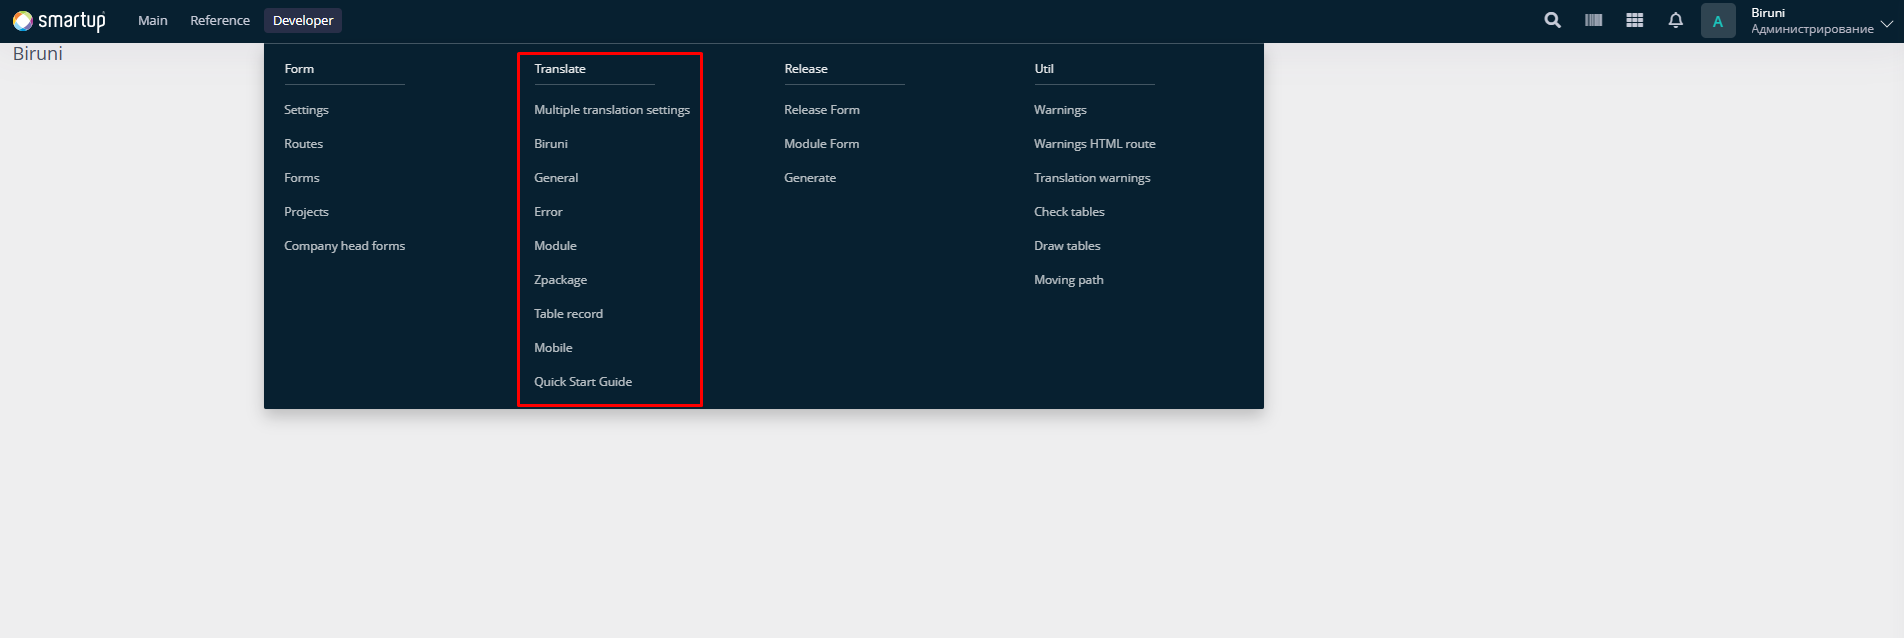 smartup
Main
Reference
Developer
A
Biruni
Администрирование
Biruni
Form
Settings
Routes
Forms
Projects
Company head forms
Translate
Multiple translation settings
Biruni
General
Error
Module
Zpackage
Table record
Mobile
Quick Start Guide
Release
Release Form
Module Form
Generate
Util
Warnings
Warnings HTML route
Translation warnings
Check tables
Draw tables
Moving path